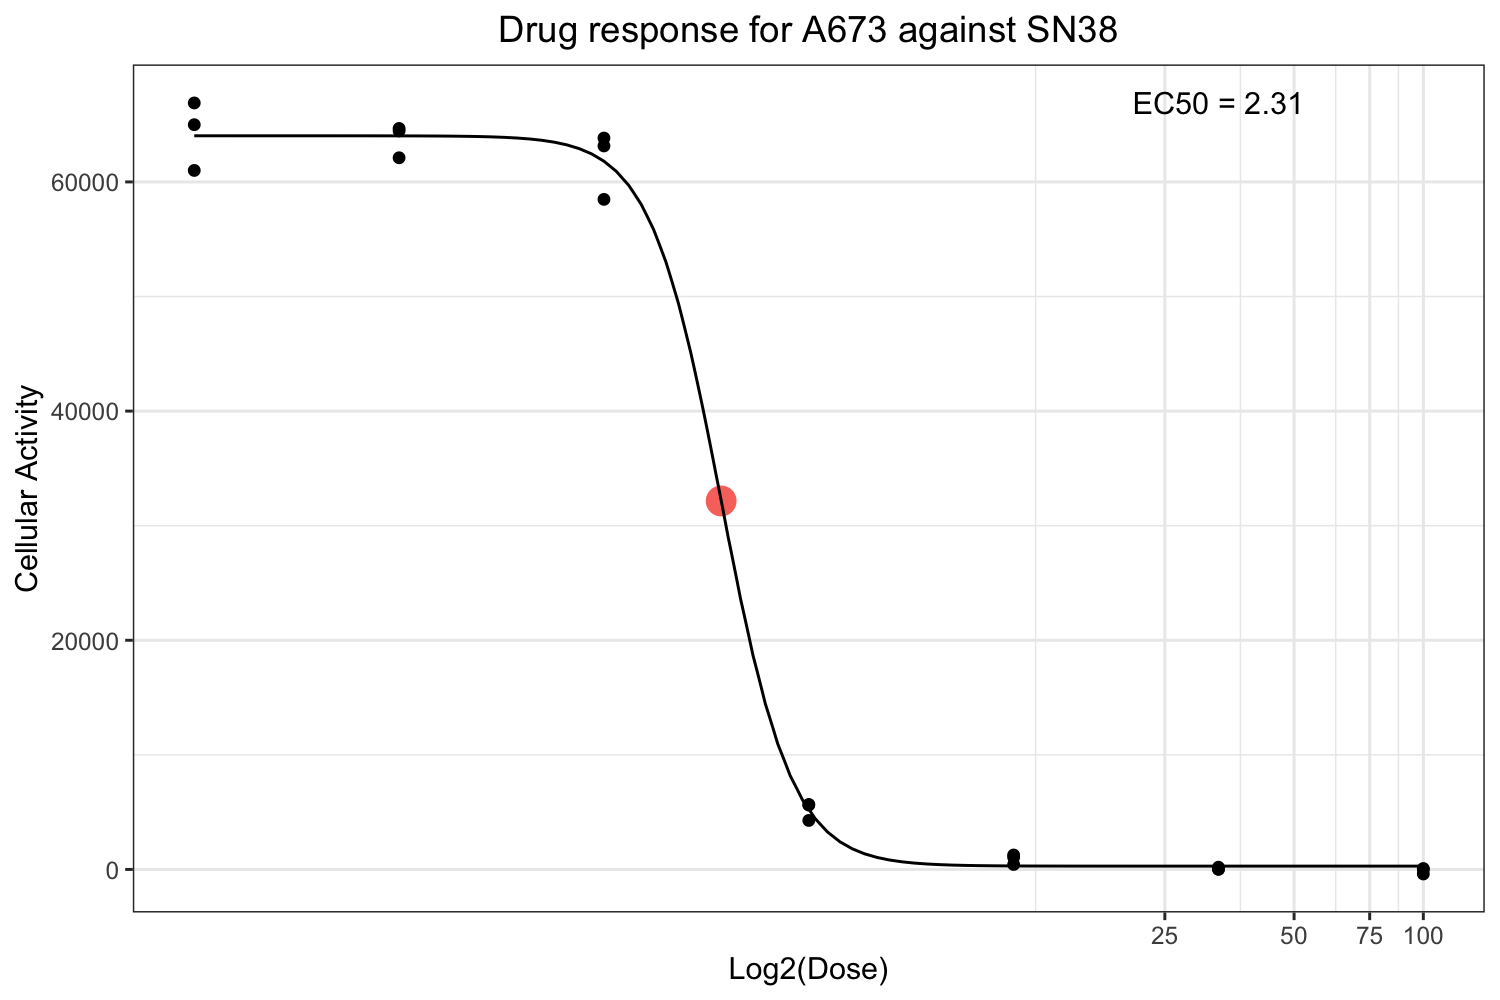 Drug response for A673 against SN38
EC50 = 2.31
60000
40000
20000
0
Cellular Activity
25 50 75 100
Log2(Dose)